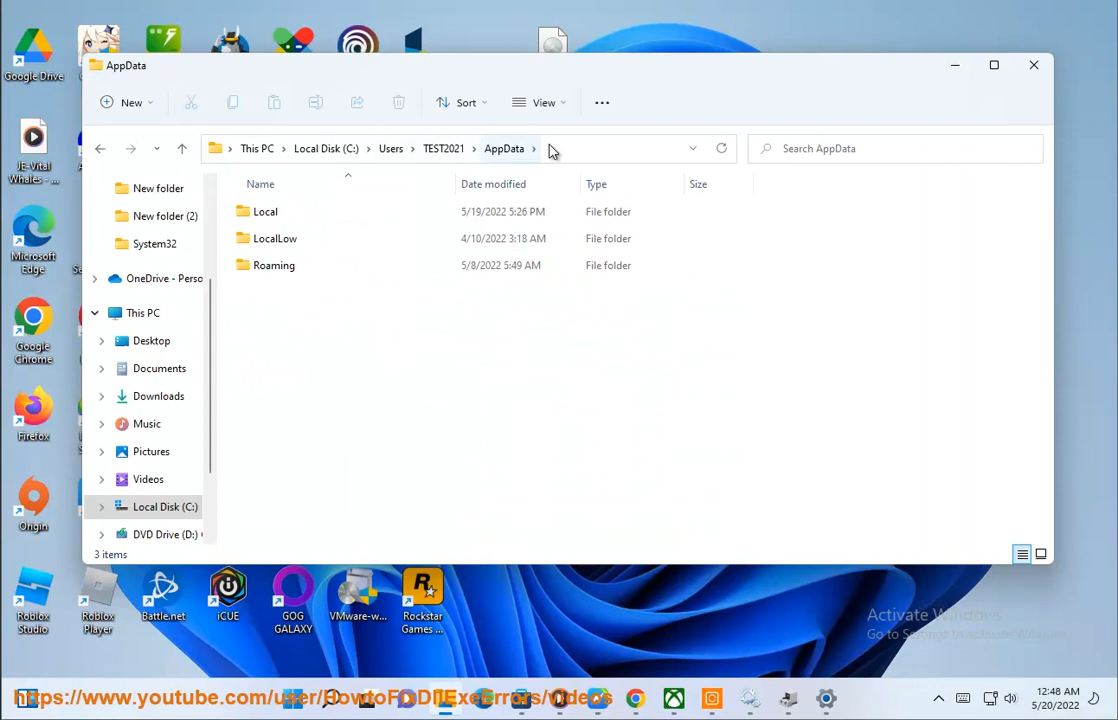 Google Drive
AppData
New
Sort
View
This PC
Local Disk (C:)
Users
TEST2021
AppData
Search AppData
JE-Vital
Whales - ...
New folder
New folder (2)
System32
OneDrive - Perso
This PC
Desktop
Documents
Downloads
Music
Pictures
Videos
Local Disk (C:)
DVD Drive (D:)
Name
Date modified
Type
Size
Local
5/19/2022 5:26 PM
File folder
LocalLow
4/10/2022 3:18 AM
File folder
Roaming
5/8/2022 5:49 AM
File folder
3 items
Microsoft
Edge
Google
Chrome
Firefox
Origin
Roblox
Studio
Roblox
Player
Battle.net
iCUE
GOG
GALAXY
VMware-w...
Rockstar
Games ...
Activate Windows
Go to Settings to activate Windows.
https://www.youtube.com/user/HowtoFixDllExeErrors/videos
12:48 AM
5/20/2022